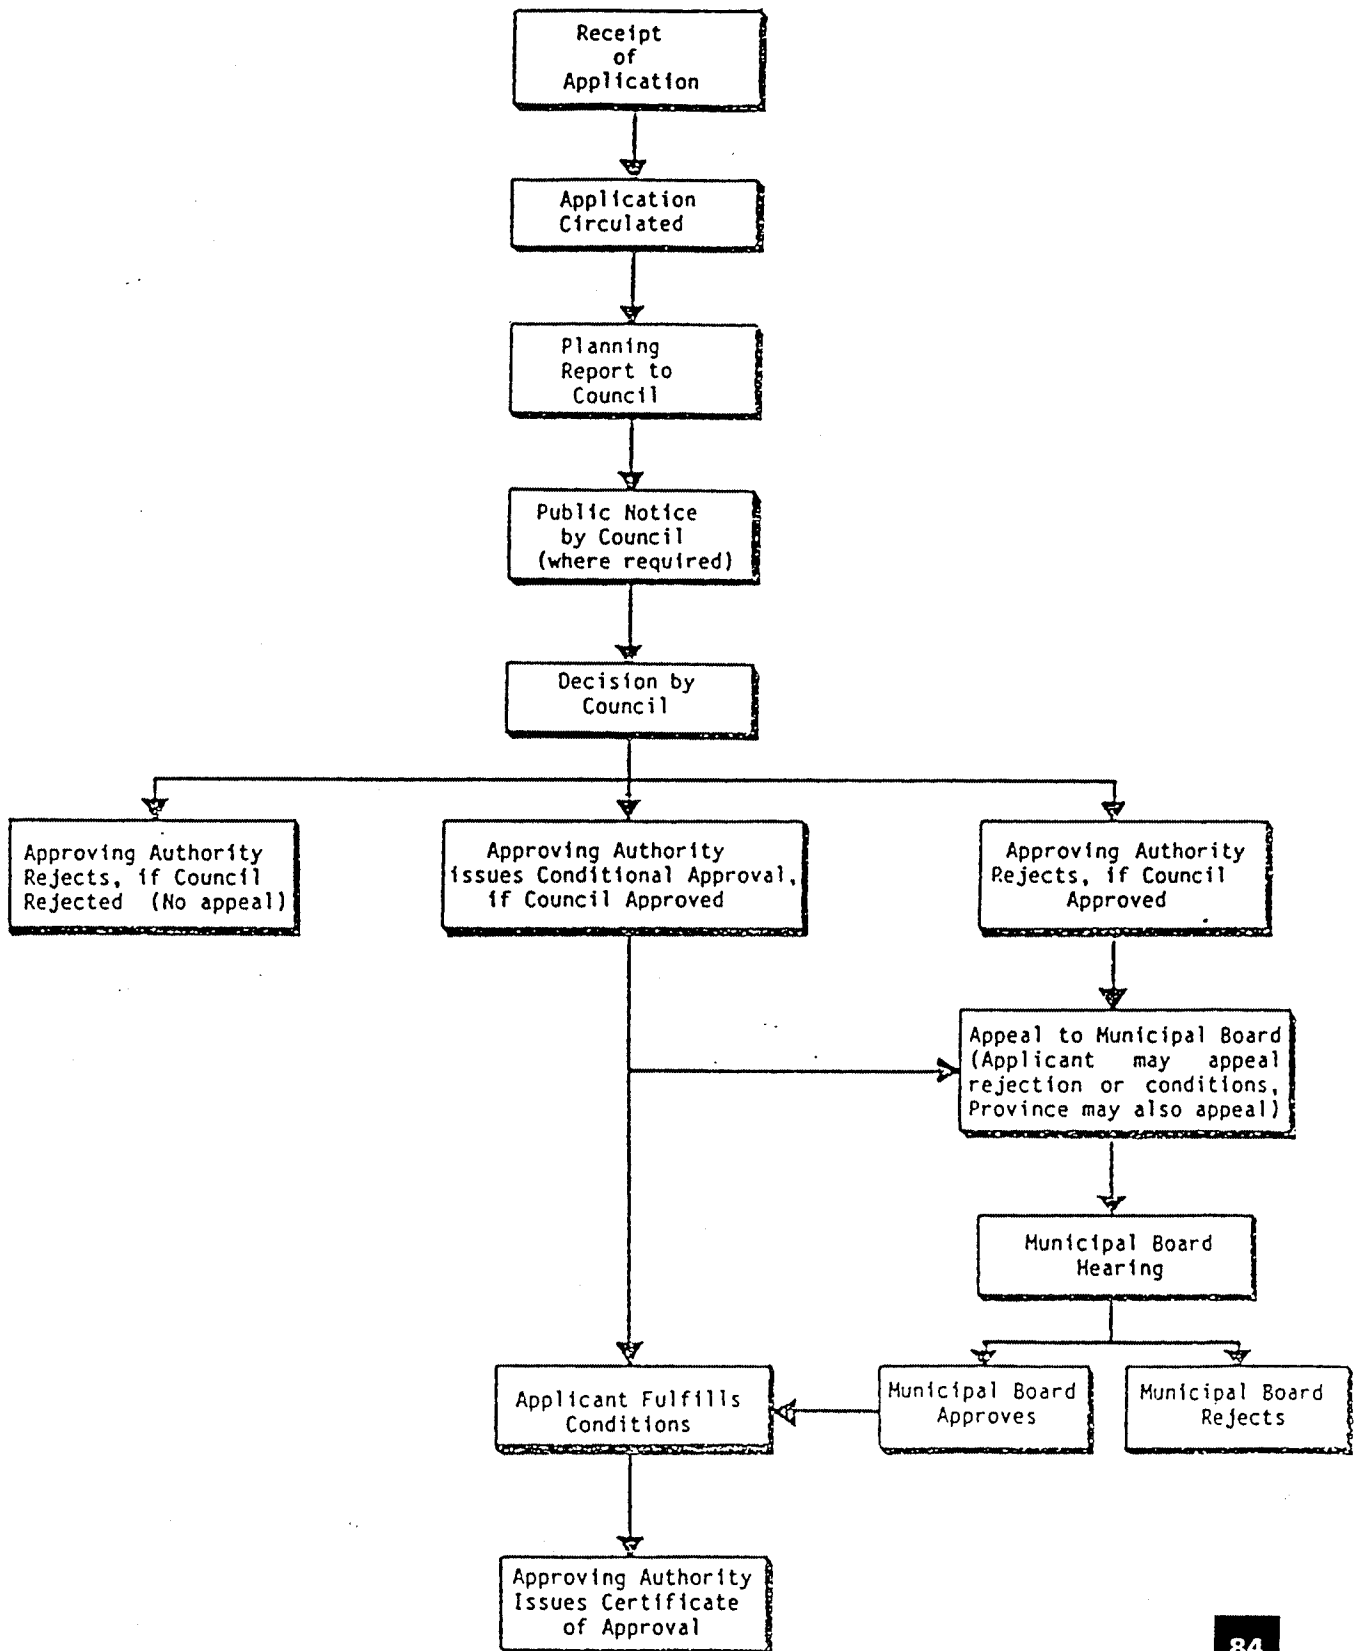 Receipt
of
Application
Application
Circulated
Planning
Report to
Council
Public Notice
by Council
(where required)
Decision by
Council
Approving Authority
Rejects, if Council
Rejected (No appeal)
Approving Authority
issues Conditional Approval,
if Council Approved
Approving Authority
Rejects, if Council
Approved
Appeal to Municipal Board
(Applicant may appeal
rejection or conditions,
Province may also appeal)
Municipal Board
Hearing
Applicant Fulfills
Conditions
Municipal Board
Approves
Municipal Board
Rejects
Approving Authority
Issues Certificate
of Approval
84